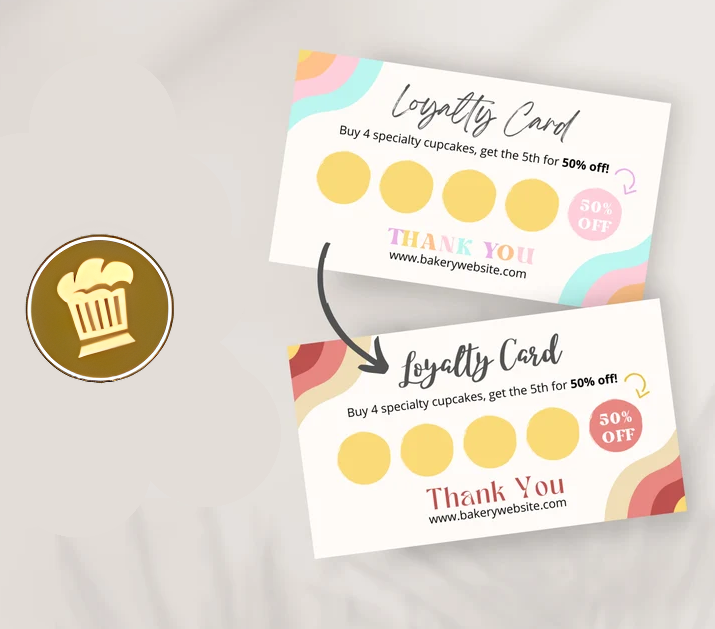 Loyalty Card
Buy 4 specialty cupcakes, get the 5th for 50% off!
50%
OFF
THANK YOU
www.bakerywebsite.com
Loyalty Card
Buy 4 specialty cupcakes, get the 5th for 50% off!
50%
OFF
Thank You
www.bakerywebsite.com